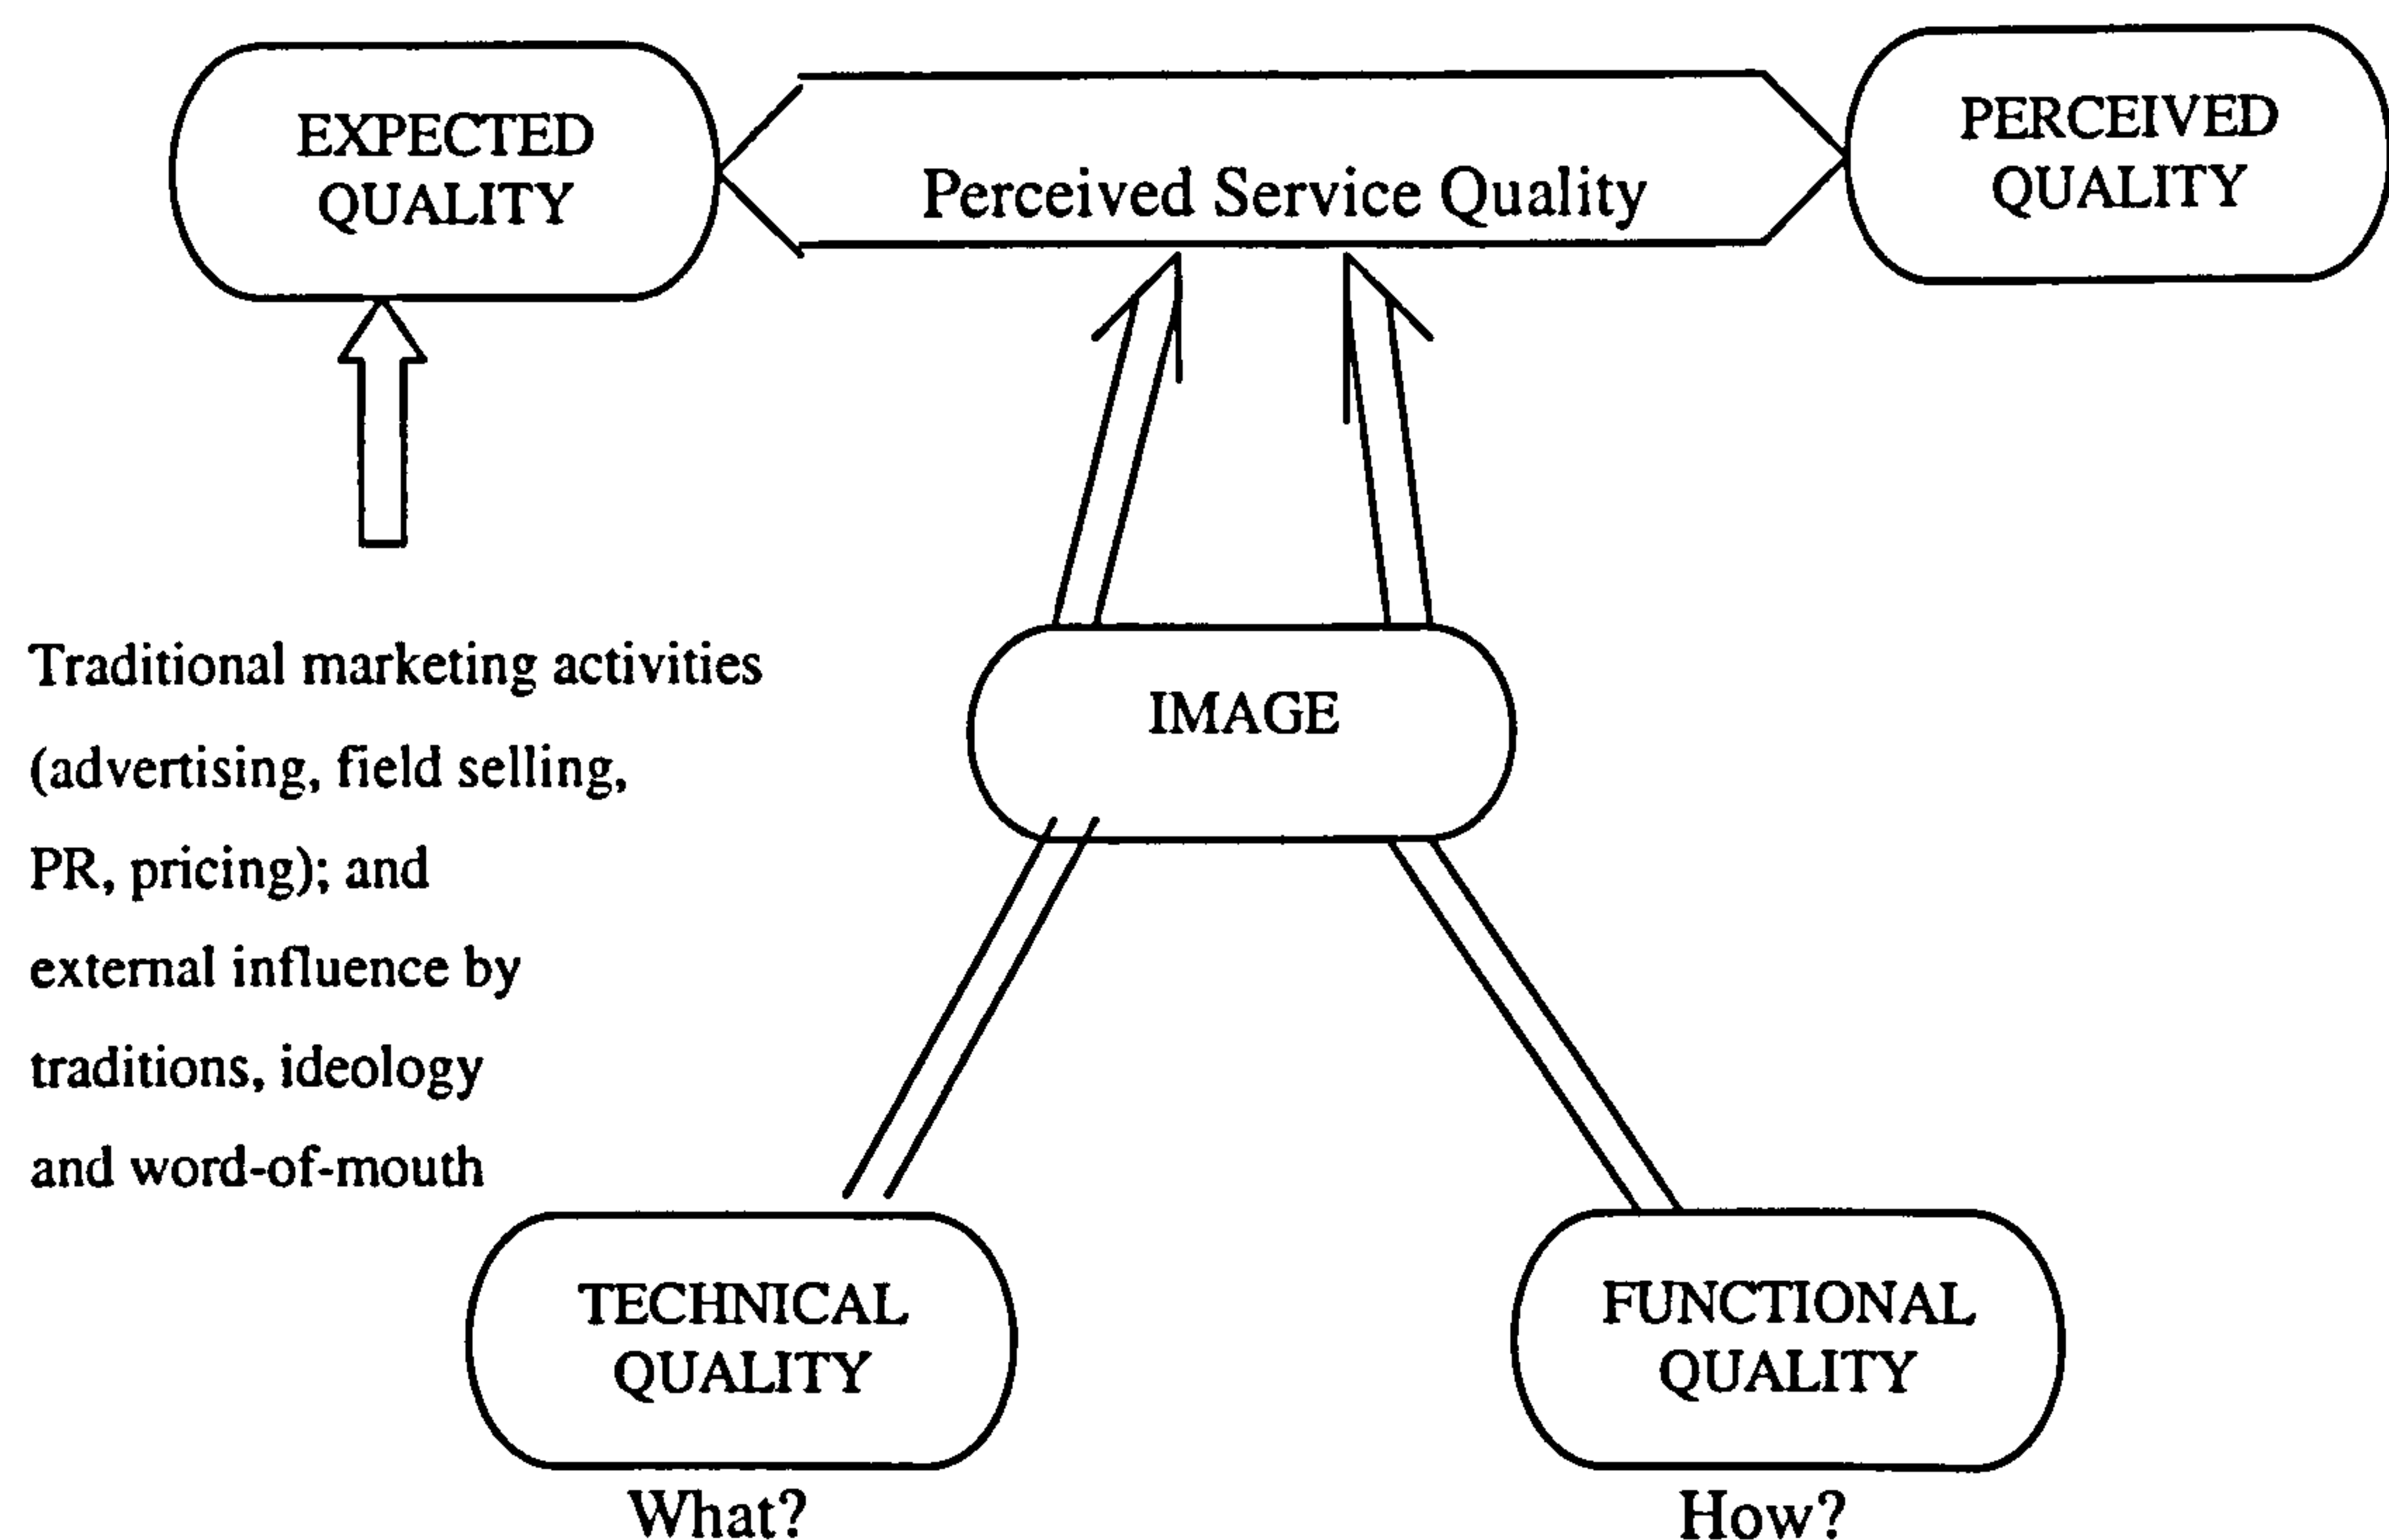 EXPECTED
QUALITY
Perceived Service Quality
PERCEIVED
QUALITY
Traditional marketing activities
(advertising, field selling,
PR, pricing); and
external influence by
traditions, ideology
and word-of-mouth
IMAGE
TECHNICAL
QUALITY
What?
FUNCTIONAL
QUALITY
How?